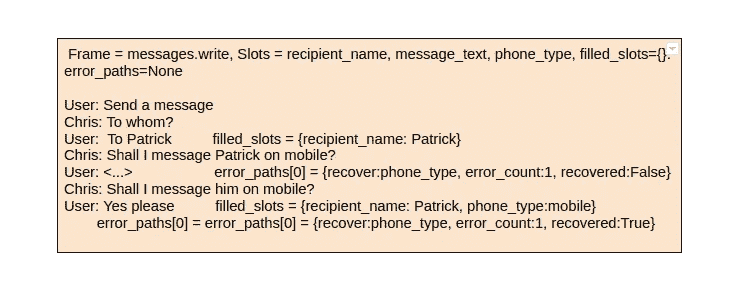 Frame = messages.write, Slots = recipient_name, message_text, phone_type, filled_slots={}.
error_paths=None
User: Send a message
Chris: To whom?
User: To Patrick filled_slots = {recipient_name: Patrick}
Chris: Shall I message Patrick on mobile?
User: <...> error_paths[0] = {recover:phone_type, error_count:1, recovered:False}
Chris: Shall I message him on mobile?
User: Yes please filled_slots = {recipient_name: Patrick, phone_type:mobile}
error_paths[0] = error_paths[0] = {recover:phone_type, error_count:1, recovered:True}